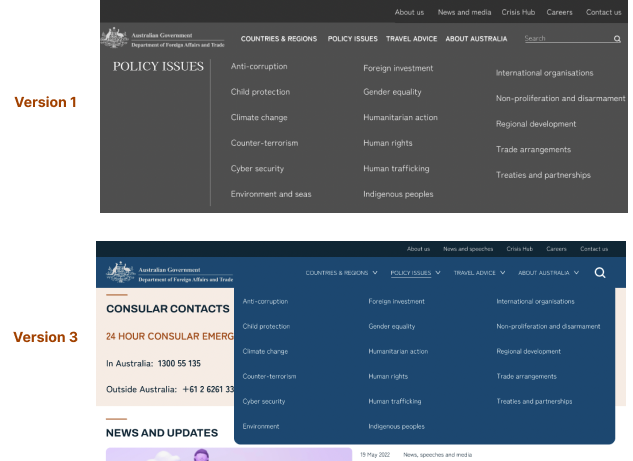 About us News and media Crisis Hub Careers Contact us
Australian Government
Department of Foreign Affairs and Trade
COUNTRIES & REGIONS POLICY ISSUES TRAVEL ADVICE ABOUT AUSTRALIA Search
POLICY ISSUES
Anti-corruption Foreign investment International organisations
Child protection Gender equality Non-proliferation and disarmament
Version 1
Climate change Humanitarian action Regional development
Counter-terrorism Human rights Trade arrangements
Cyber security Human trafficking Treaties and partnerships
Environment and seas Indigenous peoples
About us News and speeches Crisis Hub Careers Contact us
Australian Government
Department of Foreign Affairs and Trade
COUNTRIES & REGIONS POLICY ISSUES TRAVEL ADVICE ABOUT AUSTRALIA
CONSULAR CONTACTS
Anti-corruption Foreign investment International organisations
Child protection Gender equality Non-proliferation and disarmament
Version 3
24 HOUR CONSULAR EMERG
Climate change Humanitarian action Regional development
In Australia: 1300 55 135
Counter-terrorism Human rights Trade arrangements
Outside Australia: +61 2 6261 33
Cyber security Human trafficking Treaties and partnerships
Environment Indigenous peoples
NEWS AND UPDATES
19 May 2022 News, speeches and media